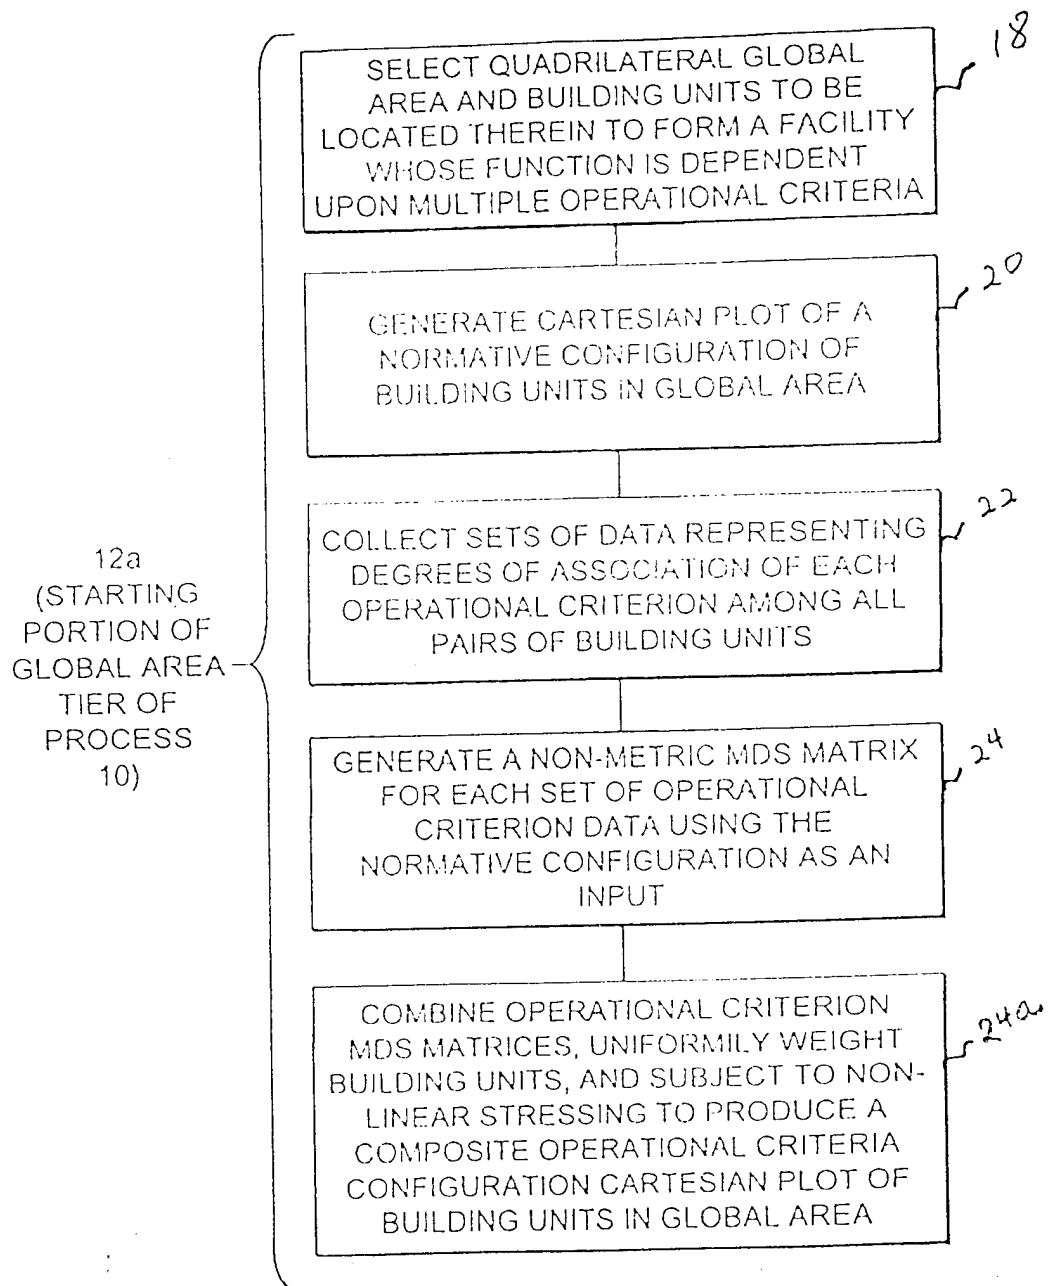 SELECT QUADRILATERAL GLOBAL
AREA AND BUILDING UNITS TO BE
LOCATED THEREIN TO FORM A FACILITY
WHOSE FUNCTION IS DEPENDENT
UPON MULTIPLE OPERATIONAL CRITERIA
18
GENERATE CARTESIAN PLOT OF A
NORMATIVE CONFIGURATION OF
BUILDING UNITS IN GLOBAL AREA
20
COLLECT SETS OF DATA REPRESENTING
DEGREES OF ASSOCIATION OF EACH
OPERATIONAL CRITERION AMONG ALL
PAIRS OF BUILDING UNITS
22
12a
(STARTING
PORTION OF
GLOBAL AREA
TIER OF
PROCESS
10)
GENERATE A NON-METRIC MDS MATRIX
FOR EACH SET OF OPERATIONAL
CRITERION DATA USING THE
NORMATIVE CONFIGURATION AS AN
INPUT
24
COMBINE OPERATIONAL CRITERION
MDS MATRICES, UNIFORMILY WEIGHT
BUILDING UNITS, AND SUBJECT TO NON-
LINEAR STRESSING TO PRODUCE A
COMPOSITE OPERATIONAL CRITERIA
CONFIGURATION CARTESIAN PLOT OF
BUILDING UNITS IN GLOBAL AREA
24a